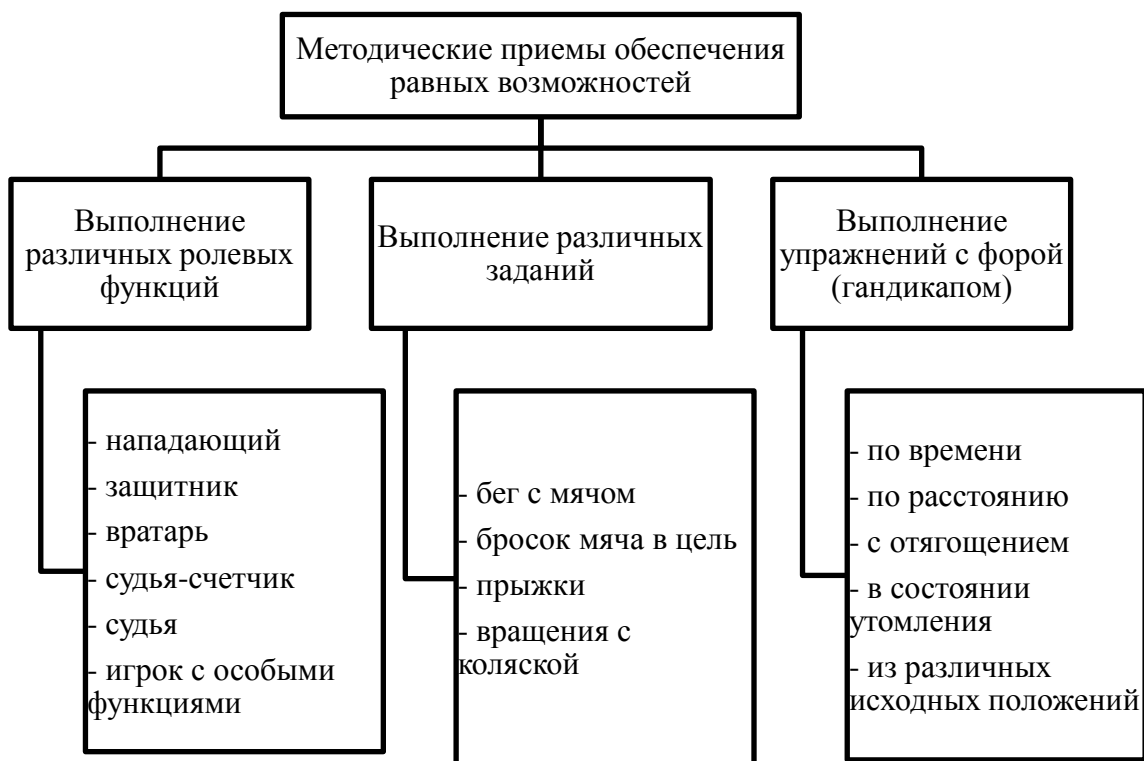 Методические приемы обеспечения
равных возможностей
Выполнение
различных ролевых
функций
Выполнение различных
заданий
Выполнение
упражнений с форой
(гандикапом)
- нападающий
- защитник
- вратарь
- судья-счетчик
- судья
- игрок с особыми
функциями
- бег с мячом
- бросок мяча в цель
- прыжки
- вращения с
коляской
- по времени
- по расстоянию
- с отягощением
- в состоянии
утомления
- из различных
исходных положений